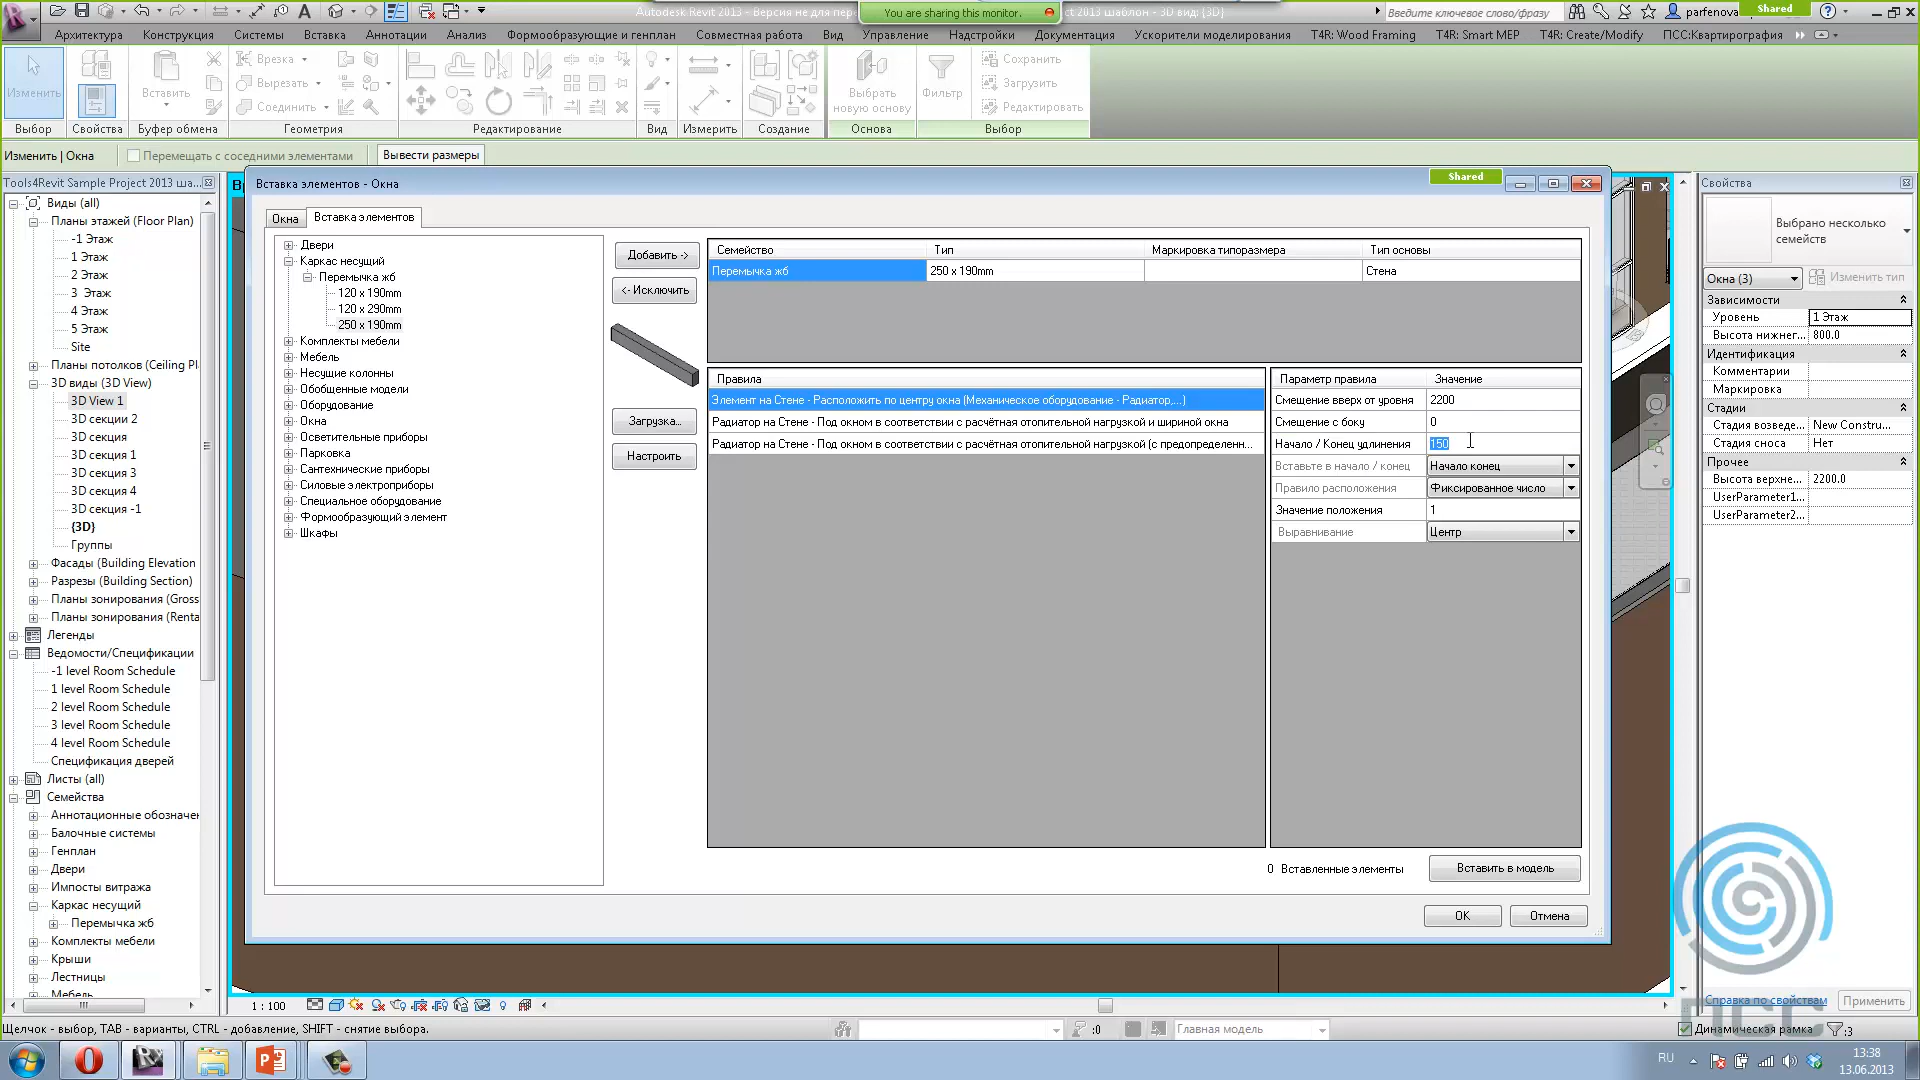 Autodesk Revit 2013 - Версия не для пер
You are sharing this monitor.
ct 2013 шаблон - 3D вид: {3D}
Введите ключевое слово/фразу
parfenova
Shared
Архитектура Конструкция Системы Вставка Аннотации Анализ Формообразующие и генплан Совместная работа Вид Управление Надстройки Документация Ускорители моделирования T4R: Wood Framing T4R: Smart MEP T4R: Create/Modify ПСС:Квартирография
Изменить
Вставить
Врезка
Вырезать
Соединить
Выбрать новую основу
Фильтр
Сохранить
Загрузить
Редактировать
Выбор Свойства Буфер обмена Геометрия Редактирование Вид Измерить Создание Основа Выбор
Изменить | Окна
Перемещать с соседними элементами
Вывести размеры
Tools4Revit Sample Project 2013 ша...
Виды (all)
Планы этажей (Floor Plan)
-1 Этаж
1 Этаж
2 Этаж
3 Этаж
4 Этаж
5 Этаж
Site
Планы потолков (Ceiling Pl
3D виды (3D View)
3D View 1
3D секции 2
3D секция
3D секция 1
3D секция 3
3D секция 4
3D секция -1
{3D}
Группы
Фасады (Building Elevation
Разрезы (Building Section)
Планы зонирования (Gross
Планы зонирования (Renta
Легенды
Ведомости/Спецификации
-1 level Room Schedule
1 level Room Schedule
2 level Room Schedule
3 level Room Schedule
4 level Room Schedule
Спецификация дверей
Листы (all)
Семейства
Аннотационные обозначен
Балочные системы
Генплан
Двери
Импосты витража
Каркас несущий
Перемычка жб
Комплекты мебели
Крыши
Лестницы
Мебель
Вставка элементов - Окна
Shared
Окна
Вставка элементов
Двери
Каркас несущий
Перемычка жб
120 x 190mm
120 x 290mm
250 x 190mm
Комплекты мебели
Мебель
Несущие колонны
Обобщенные модели
Оборудование
Окна
Осветительные приборы
Парковка
Сантехнические приборы
Силовые электроприборы
Специальное оборудование
Формообразующий элемент
Шкафы
Добавить ->
<- Исключить
Загрузка...
Настроить
Семейство Тип Маркировка типоразмера Тип основы
Перемычка жб 250 x 190mm Стена
Правила
Элемент на Стене - Расположить по центру окна (Механическое оборудование - Радиатор,...)
Радиатор на Стене - Под окном в соответствии с расчётная отопительной нагрузкой и шириной окна
Радиатор на Стене - Под окном в соответствии с расчётная отопительной нагрузкой (с предопределенн...
Параметр правила Значение
Смещение вверх от уровня 2200
Смещение с боку 0
Начало / Конец удлинения 150
Вставьте в начало / конец Начало конец
Правило расположения Фиксированное число
Значение положения 1
Выравнивание Центр
0 Вставленные элементы
Вставить в модель
OK
Отмена
Свойства
Выбрано несколько семейств
Окна (3)
Изменить тип
Зависимости
Уровень 1 Этаж
Высота нижнег... 800.0
Идентификация
Комментарии
Маркировка
Стадии
Стадия возведе... New Constru...
Стадия сноса Нет
Прочее
Высота верхне... 2200.0
UserParameter1...
UserParameter2...
Справка по свойствам
Применить
ПСС
1 : 100
Щелчок - выбор, TAB - варианты, CTRL - добавление, SHIFT - снятие выбора.
:0
Главная модель
Динамическая рамка
:3
RU
13:38
13.06.2013